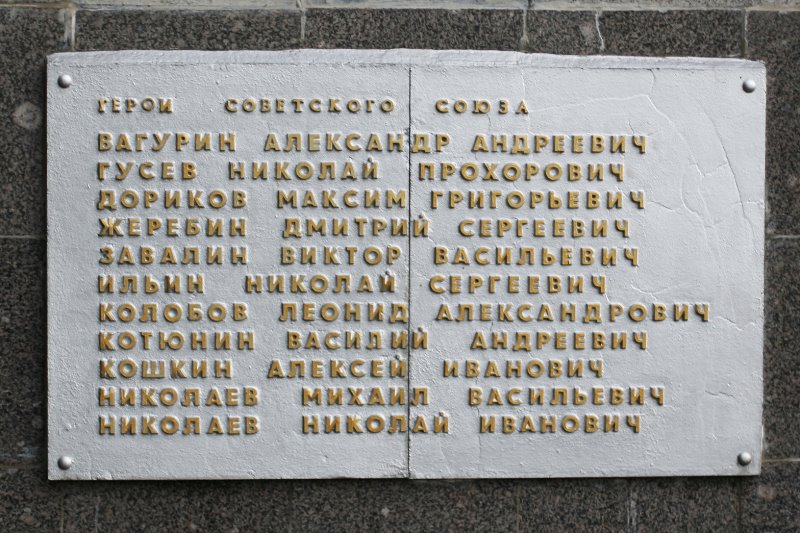 ГЕРОИ СОВЕТСКОГО СОЮЗА
ВАГУРИН АЛЕКСАНДР АНДРЕЕВИЧ
ГУСЕВ НИКОЛАЙ ПРОХОРОВИЧ
ДОРИКОВ МАКСИМ ГРИГОРЬЕВИЧ
ЖЕРЕБИН ДМИТРИЙ СЕРГЕЕВИЧ
ЗАВАЛИН ВИКТОР ВАСИЛЬЕВИЧ
ИЛЬИН НИКОЛАЙ СЕРГЕЕВИЧ
КОЛОБОВ ЛЕОНИД АЛЕКСАНДРОВИЧ
КОТЮНИН ВАСИЛИЙ АНДРЕЕВИЧ
КОШКИН АЛЕКСЕЙ ИВАНОВИЧ
НИКОЛАЕВ МИХАИЛ ВАСИЛЬЕВИЧ
НИКОЛАЕВ НИКОЛАЙ ИВАНОВИЧ